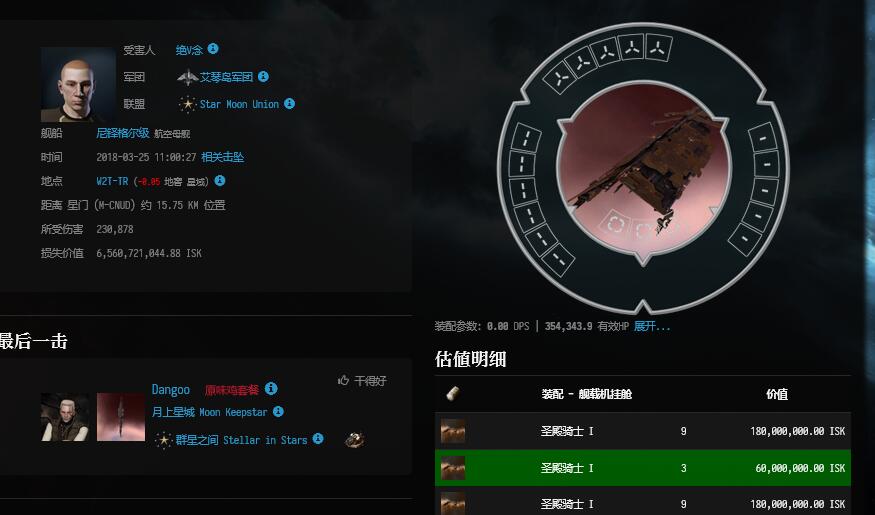 受害人 绝V念
军团 艾琴岛军团
联盟 Star Moon Union
舰船 尼铎格尔级 航空母舰
时间 2018-03-25 11:00:27 相关击坠
地点 W2T-TR (-0.05 地窖 星域)
距离 星门 (M-CNUD) 约 15.75 KM 位置
所受伤害 230,878
损失价值 6,560,721,044.88 ISK
最后一击
Dangoo 原味鸡套餐
干得好
月上星城 Moon Keepstar
群星之间 Stellar in Stars
装配参数: 0.00 DPS | 354,343.9 有效HP 展开...
估值明细
装配 - 舰载机挂舱 价值
圣殿骑士 I 9 180,000,000.00 ISK
圣殿骑士 I 3 60,000,000.00 ISK
圣殿骑士 I 9 180,000,000.00 ISK